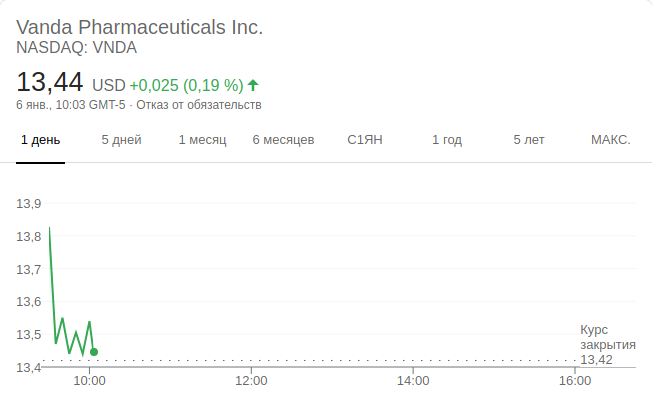 Vanda Pharmaceuticals Inc.
NASDAQ: VNDA
13,44 USD +0,025 (0,19 %)
6 янв., 10:03 GMT-5 · Отказ от обязательств
1 день 5 дней 1 месяц 6 месяцев С1ЯН 1 год 5 лет МАКС.
13,9
13,8
13,7
13,6
13,5
13,4
Курс
закрытия
13,42
10:00 12:00 14:00 16:00